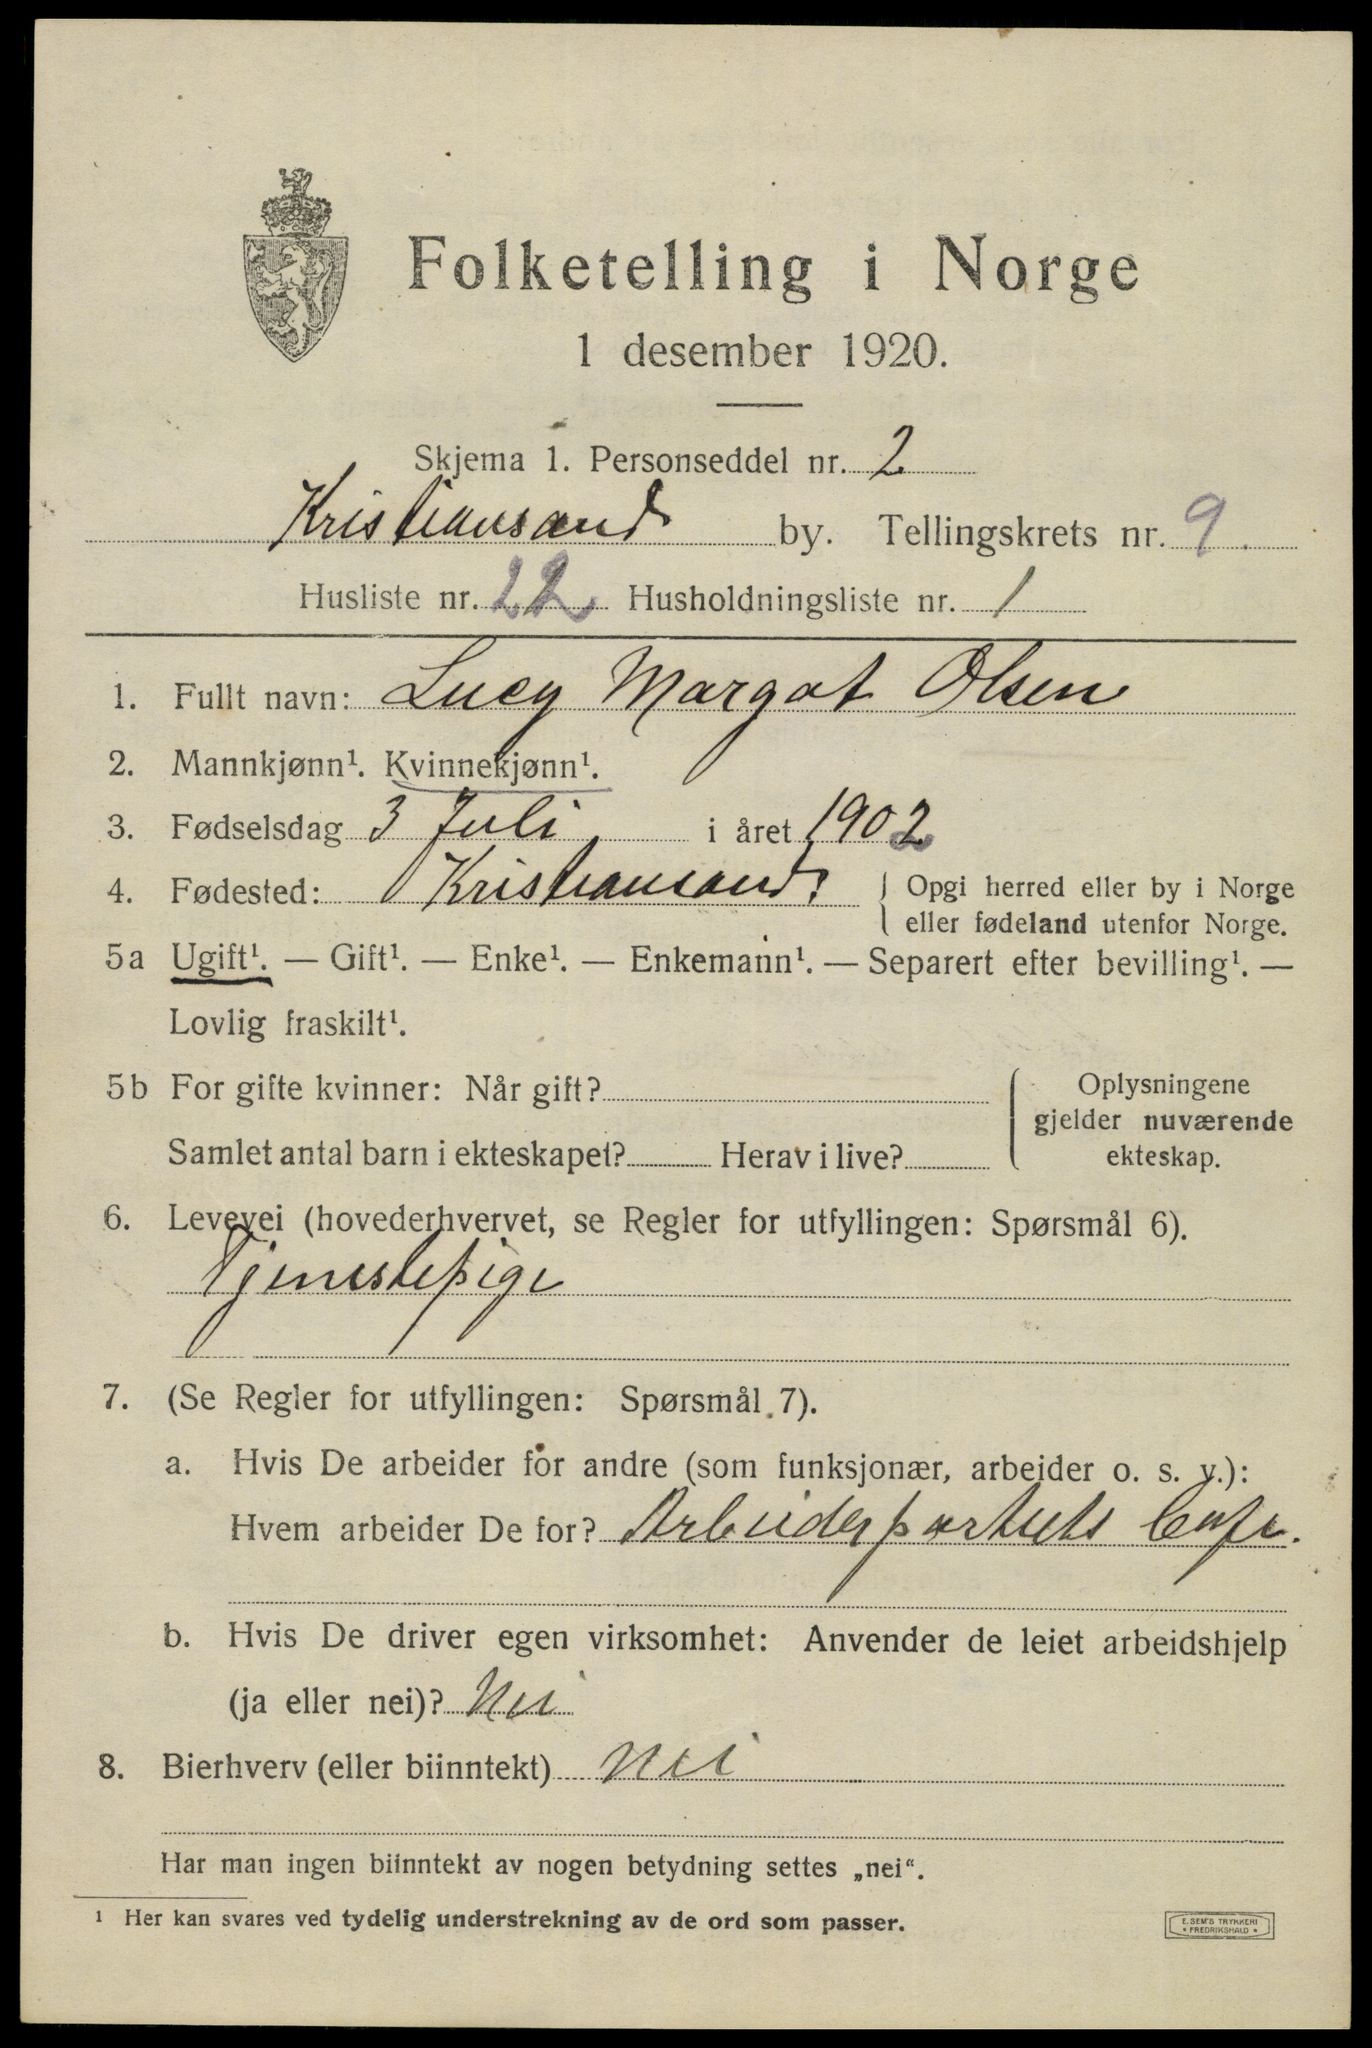 Folketelling i Norge
1 desember 1920.
Skjema 1. Personseddel nr. 2
Kristiansand by. Tellingskrets nr. 9.
Husliste nr. 22 Husholdningsliste nr. 1
1. Fullt navn: Lucy Margot Olsen
2. Mannkjønn¹. Kvinnekjønn¹.
3. Fødselsdag 3 Juli i året 1902
4. Fødested: Kristiansand. { Opgi herred eller by i Norge
eller fødeland utenfor Norge.
5a Ugift¹. — Gift¹. — Enke¹. — Enkemann¹. — Separert efter bevilling¹. —
Lovlig fraskilt¹.
5b For gifte kvinner: Når gift?
Samlet antal barn i ekteskapet? Herav i live?
Oplysningene
gjelder nuværende
ekteskap.
6. Levevei (hovederhvervet, se Regler for utfyllingen: Spørsmål 6).
Tjenestepige
7. (Se Regler for utfyllingen: Spørsmål 7).
a. Hvis De arbeider for andre (som funksjonær, arbeider o. s. v.):
Hvem arbeider De for? Arbeiderpartiets Cafe.
b. Hvis De driver egen virksomhet: Anvender de leiet arbeidshjelp
(ja eller nei)? Nei
8. Bierhverv (eller biinntekt) Nei
Har man ingen biinntekt av nogen betydning settes „nei“.
¹ Her kan svares ved tydelig understrekning av de ord som passer.
E. SEM'S TRYKKERI
• FREDRIKSHALD •